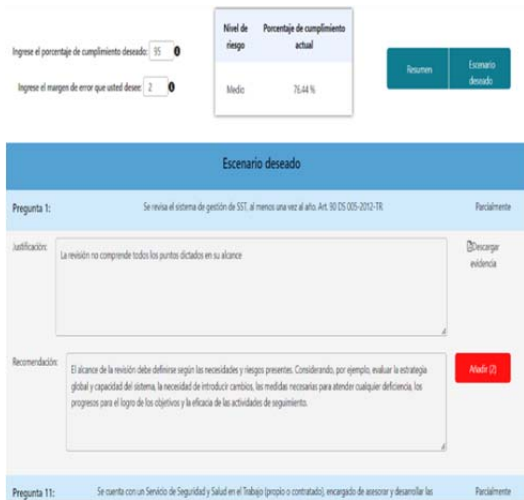 Ingrese el porcentaje de cumplimiento deseado: 95
Ingrese el margen de error que usted desee: 2
Nivel de riesgo
Porcentaje de cumplimiento actual
Medio
76.44 %
Resumen
Escenario deseado
Escenario deseado
Pregunta 1:
Se revisa el sistema de gestión de SST, al menos una vez al año. Art. 90 DS 005-2012-TR
Parcialmente
Justificación:
La revisión no comprende todos los puntos dictados en su alcance
Descargar evidencia
Recomendación:
El alcance de la revisión debe definirse según las necesidades y riesgos presentes. Considerando, por ejemplo, evaluar la estrategia
global y capacidad del sistema, la necesidad de introducir cambios, las medidas necesarias para atender cualquier deficiencia, los
progresos para el logro de los objetivos y la eficacia de las actividades de seguimiento.
Añadir (2)
Pregunta 11:
Se cuenta con un Servicio de Seguridad y Salud en el Trabajo (propio o contratado), encargado de asesorar y desarrollar las
Parcialmente